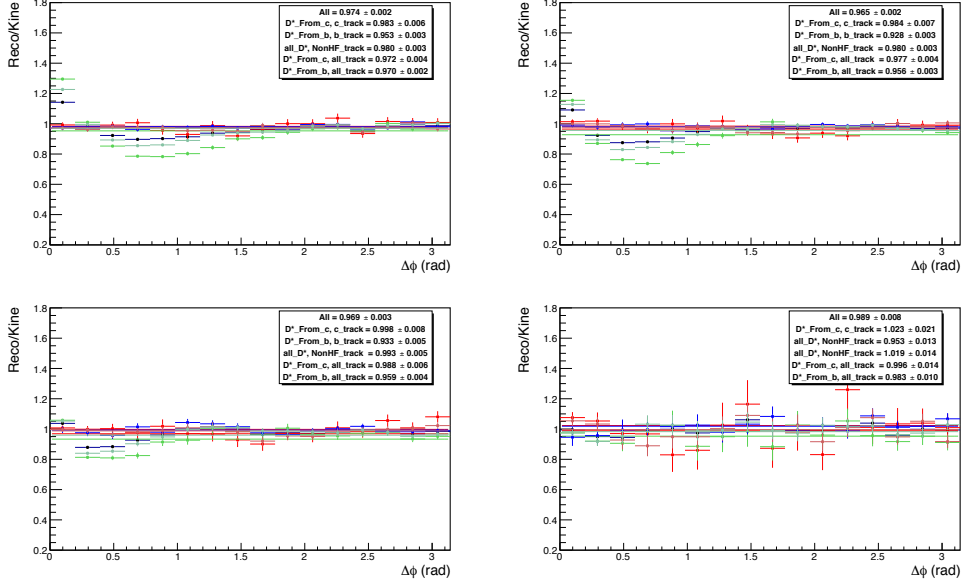 All = 0.974 ± 0.002
D*_From_c, c_track = 0.983 ± 0.006
D*_From_b, b_track = 0.953 ± 0.003
all_D*, NonHF_track = 0.980 ± 0.003
D*_From_c, all_track = 0.972 ± 0.004
D*_From_b, all_track = 0.970 ± 0.002
Reco/Kine
1.8
1.6
1.4
1.2
1
0.8
0.6
0.4
0.2
0 0.5 1 1.5 2 2.5 3
Δϕ (rad)
All = 0.965 ± 0.002
D*_From_c, c_track = 0.984 ± 0.007
D*_From_b, b_track = 0.928 ± 0.003
all_D*, NonHF_track = 0.980 ± 0.003
D*_From_c, all_track = 0.977 ± 0.004
D*_From_b, all_track = 0.956 ± 0.003
Reco/Kine
1.8
1.6
1.4
1.2
1
0.8
0.6
0.4
0.2
0 0.5 1 1.5 2 2.5 3
Δϕ (rad)
All = 0.969 ± 0.003
D*_From_c, c_track = 0.998 ± 0.008
D*_From_b, b_track = 0.933 ± 0.005
all_D*, NonHF_track = 0.993 ± 0.005
D*_From_c, all_track = 0.988 ± 0.006
D*_From_b, all_track = 0.959 ± 0.004
Reco/Kine
1.8
1.6
1.4
1.2
1
0.8
0.6
0.4
0.2
0 0.5 1 1.5 2 2.5 3
Δϕ (rad)
All = 0.989 ± 0.008
D*_From_c, c_track = 1.023 ± 0.021
all_D*, NonHF_track = 0.953 ± 0.013
all_D*, NonHF_track = 1.019 ± 0.014
D*_From_c, all_track = 0.996 ± 0.014
D*_From_b, all_track = 0.983 ± 0.010
Reco/Kine
1.8
1.6
1.4
1.2
1
0.8
0.6
0.4
0.2
0 0.5 1 1.5 2 2.5 3
Δϕ (rad)